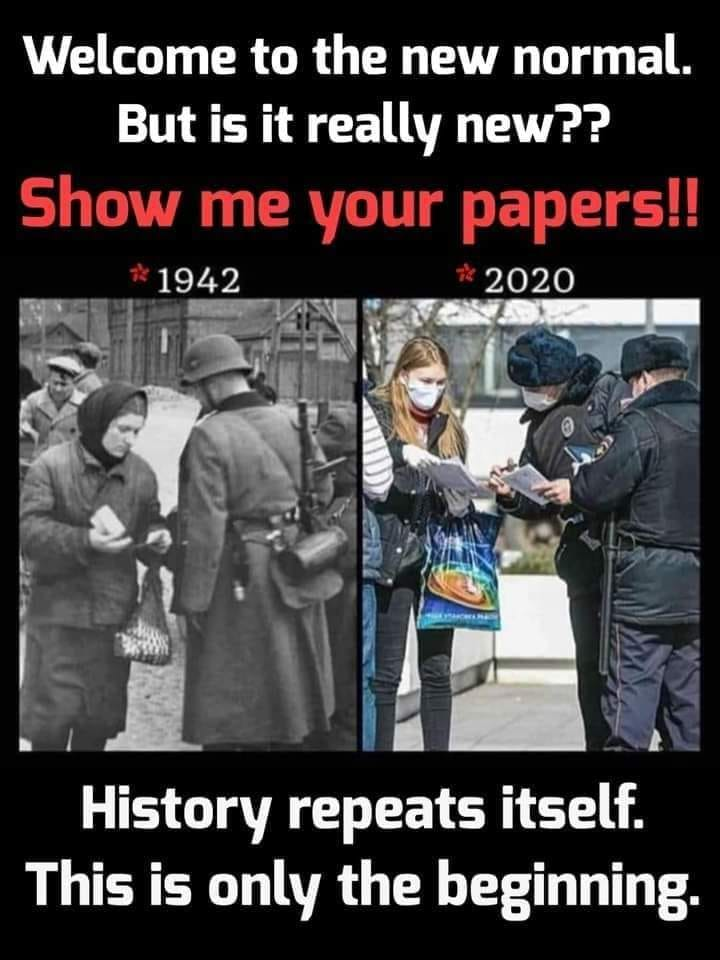 Welcome to the new normal.
But is it really new??
Show me your papers!!
1942 2020
History repeats itself.
This is only the beginning.